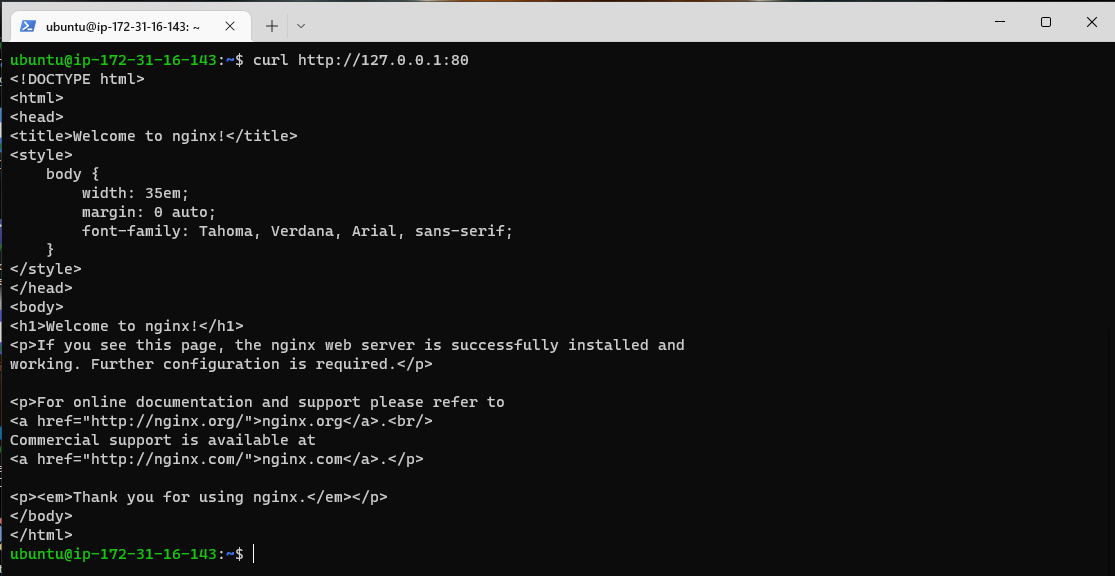 ubuntu@ip-172-31-16-143: ~
ubuntu@ip-172-31-16-143:~$ curl http://127.0.0.1:80
<!DOCTYPE html>
<html>
<head>
<title>Welcome to nginx!</title>
<style>
    body {
        width: 35em;
        margin: 0 auto;
        font-family: Tahoma, Verdana, Arial, sans-serif;
    }
</style>
</head>
<body>
<h1>Welcome to nginx!</h1>
<p>If you see this page, the nginx web server is successfully installed and
working. Further configuration is required.</p>

<p>For online documentation and support please refer to
<a href="http://nginx.org/">nginx.org</a>.<br/>
Commercial support is available at
<a href="http://nginx.com/">nginx.com</a>.</p>

<p><em>Thank you for using nginx.</em></p>
</body>
</html>
ubuntu@ip-172-31-16-143:~$